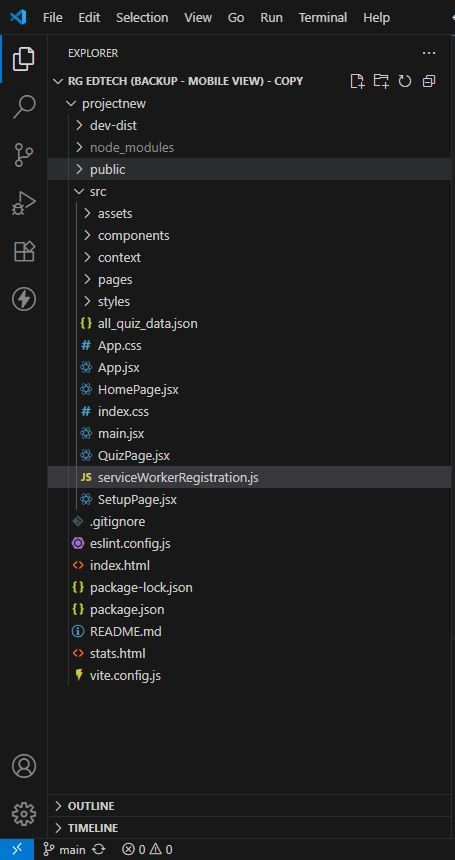 File Edit Selection View Go Run Terminal Help
EXPLORER
RG EDTECH (BACKUP - MOBILE VIEW) - COPY
projectnew
dev-dist
node_modules
public
src
assets
components
context
pages
styles
{} all_quiz_data.json
# App.css
App.jsx
HomePage.jsx
# index.css
main.jsx
QuizPage.jsx
JS serviceWorkerRegistration.js
SetupPage.jsx
.gitignore
eslint.config.js
<> index.html
{} package-lock.json
{} package.json
README.md
<> stats.html
vite.config.js
OUTLINE
TIMELINE
main 0 0